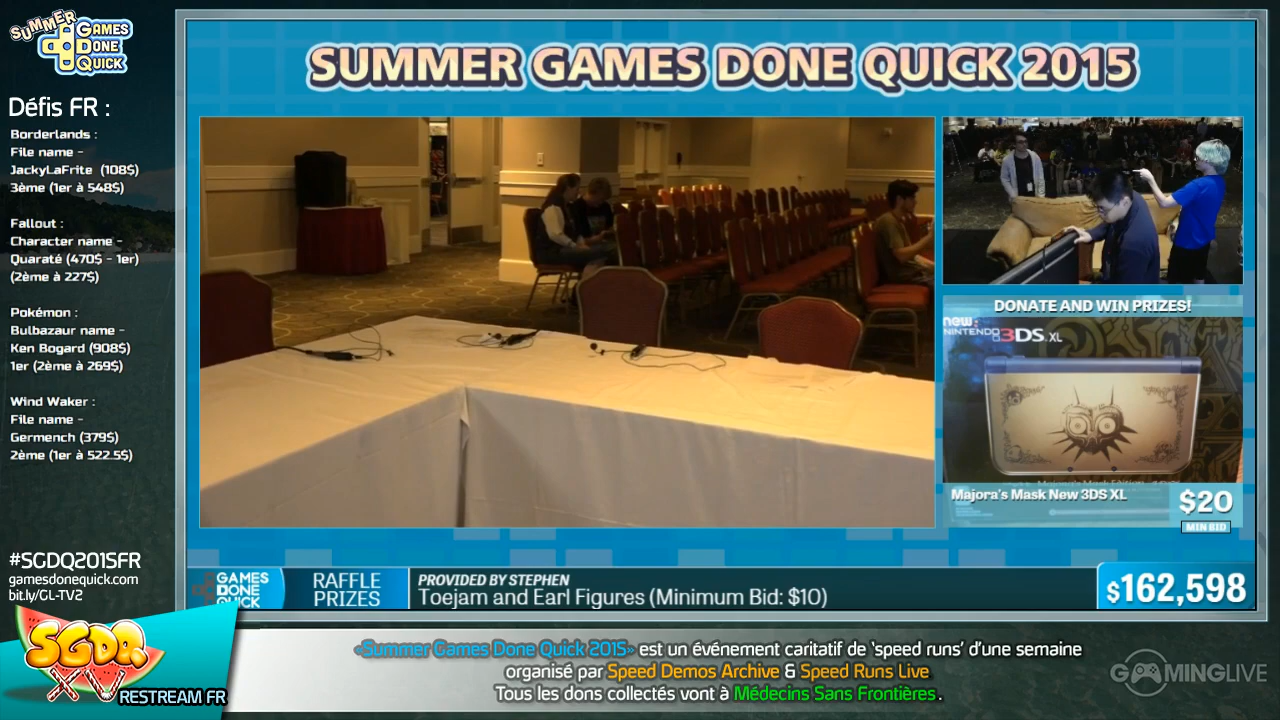 SUMMER
GAMES
DONE
QUICK
Défis FR :
Borderlands :
File name -
JackyLaFrite (108$)
3ème (1er à 548$)
Fallout :
Character name -
Quaraté (470$ - 1er)
(2ème à 227$)
Pokémon :
Bulbazaur name -
Ken Bogard (908$)
1er (2ème à 269$)
Wind Waker :
File name -
Germench (379$)
2ème (1er à 522.5$)
#SGDQ2015FR
gamesdonequick.com
bit.ly/GL-TV2
SGDQ
XV
RESTREAM FR
SUMMER GAMES DONE QUICK 2015
DONATE AND WIN PRIZES!
new
NINTENDO 3DS XL
Majora's Mask New 3DS XL
$20
MIN BID
GAMES
DONE
QUICK
RAFFLE
PRIZES
PROVIDED BY STEPHEN
Toejam and Earl Figures (Minimum Bid: $10)
$162,598
«Summer Games Done Quick 2015» est un événement caritatif de 'speed runs' d'une semaine
organisé par Speed Demos Archive & Speed Runs Live
Tous les dons collectés vont à Médecins Sans Frontières.
GAMINGLIVE